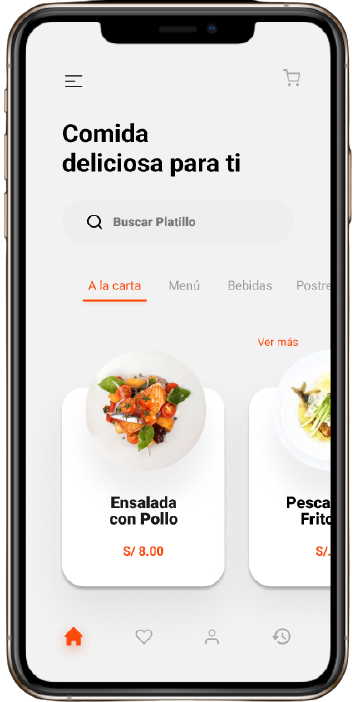 Comida
deliciosa para ti
Buscar Platillo
A la carta Menú Bebidas Postre
Ver más
Ensalada
con Pollo
Pesca
Frito
S/ 8.00
S/.